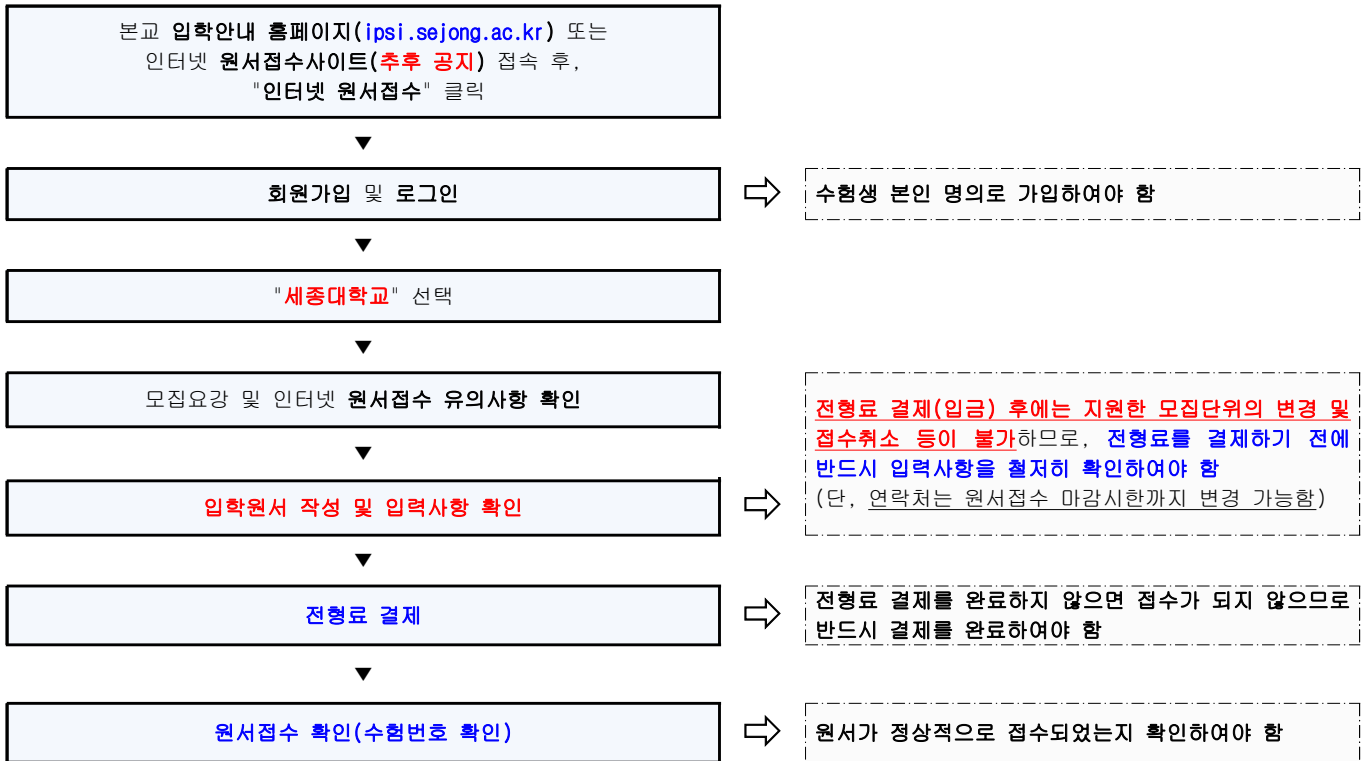 본교 입학안내 홈페이지(ipsi.sejong.ac.kr) 또는
인터넷 원서접수사이트(추후 공지) 접속 후,
"인터넷 원서접수" 클릭
▼
회원가입 및 로그인
수험생 본인 명의로 가입하여야 함
▼
"세종대학교" 선택
▼
모집요강 및 인터넷 원서접수 유의사항 확인
▼
입학원서 작성 및 입력사항 확인
전형료 결제(입금) 후에는 지원한 모집단위의 변경 및
접수취소 등이 불가하므로, 전형료를 결제하기 전에
반드시 입력사항을 철저히 확인하여야 함
(단, 연락처는 원서접수 마감시한까지 변경 가능함)
▼
전형료 결제
전형료 결제를 완료하지 않으면 접수가 되지 않으므로
반드시 결제를 완료하여야 함
▼
원서접수 확인(수험번호 확인)
원서가 정상적으로 접수되었는지 확인하여야 함